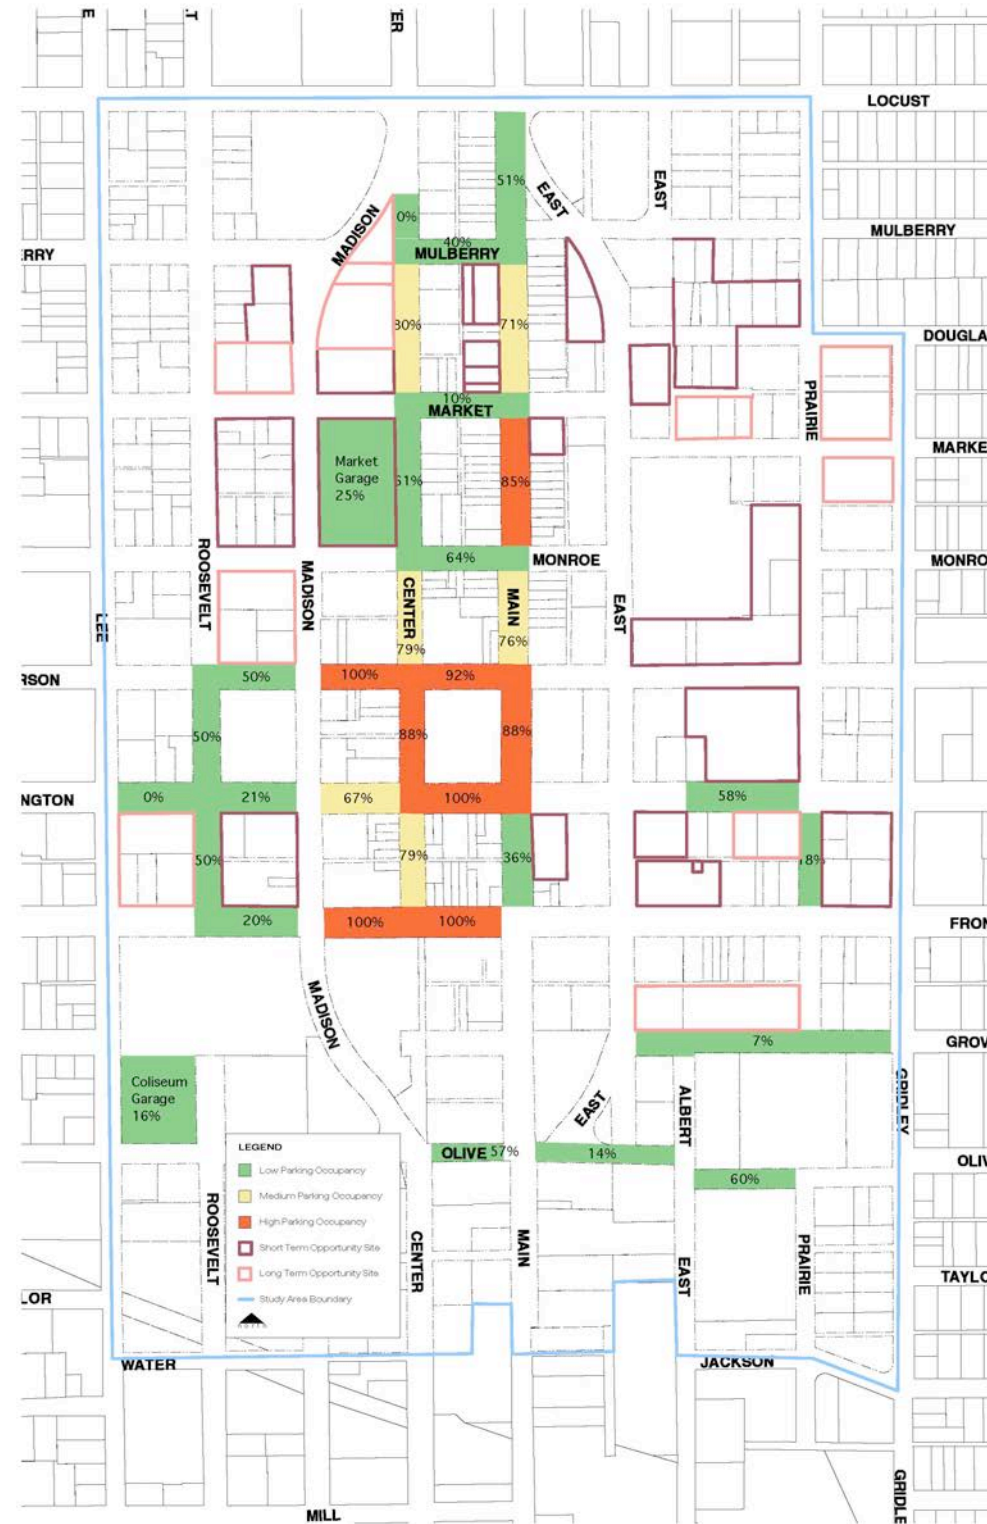 LOCUST
51%
EAST
EAST
MADISON
0%
40%
MULBERRY
MULBERRY
ERRY
80%
71%
DOUGLA
10%
MARKET
PRAIRIE
MARKE
Market
Garage
25%
51%
85%
ROOSEVELT
MADISON
64%
MONROE
MONRO
CENTER
MAIN
EAST
LEE
79%
76%
RSON
50%
100%
92%
50%
88%
88%
NGTON
0%
21%
67%
100%
58%
50%
79%
36%
18%
20%
100%
100%
FRON
MADISON
7%
GROV
Coliseum
Garage
16%
EAST
ALBERT
GRIDLEY
OLIVE 57%
14%
OLIV
60%
LEGEND
Low Parking Occupancy
Medium Parking Occupancy
High Parking Occupancy
Short Term Opportunity Site
Long Term Opportunity Site
Study Area Boundary
NORTH
ROOSEVELT
CENTER
MAIN
EAST
PRAIRIE
TAYLO
LOR
WATER
JACKSON
GRIDLE
MILL